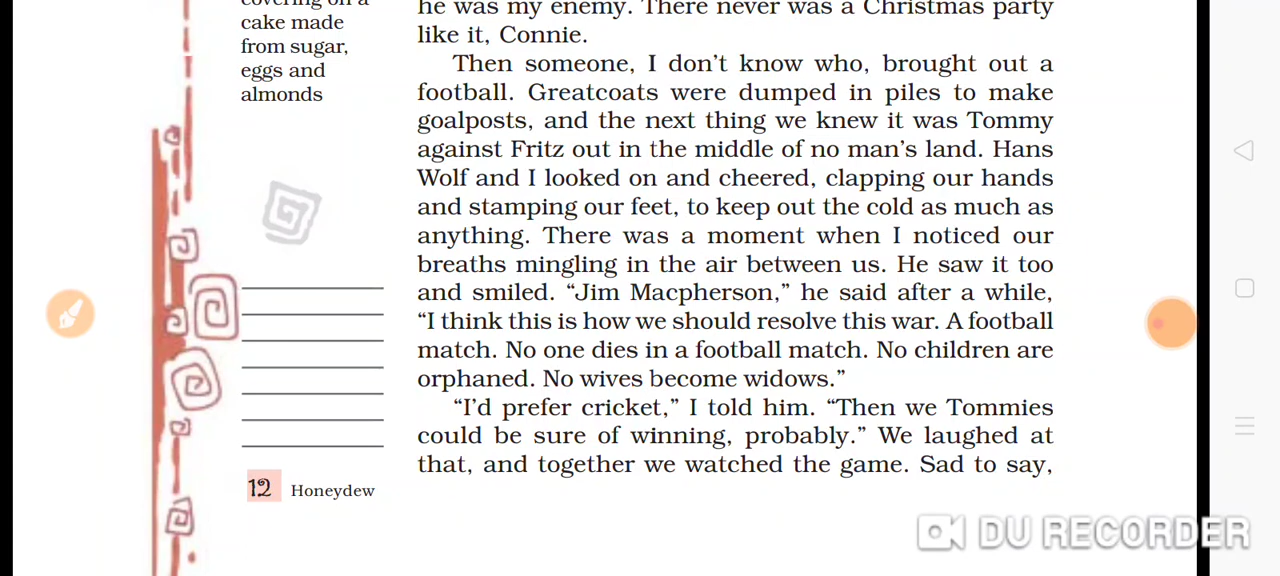 covering on a
cake made
from sugar,
eggs and
almonds
he was my enemy. There never was a Christmas party
like it, Connie.
Then someone, I don’t know who, brought out a
football. Greatcoats were dumped in piles to make
goalposts, and the next thing we knew it was Tommy
against Fritz out in the middle of no man’s land. Hans
Wolf and I looked on and cheered, clapping our hands
and stamping our feet, to keep out the cold as much as
anything. There was a moment when I noticed our
breaths mingling in the air between us. He saw it too
and smiled. “Jim Macpherson,” he said after a while,
“I think this is how we should resolve this war. A football
match. No one dies in a football match. No children are
orphaned. No wives become widows.”
“I’d prefer cricket,” I told him. “Then we Tommies
could be sure of winning, probably.” We laughed at
that, and together we watched the game. Sad to say,
12 Honeydew
DU RECORDER